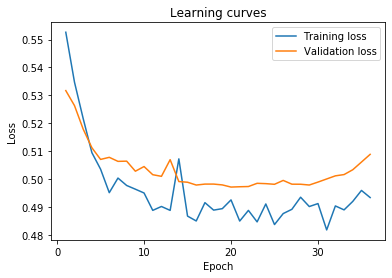 Learning curves
Training loss
Validation loss
0.55
0.54
0.53
0.52
0.51
0.50
0.49
0.48
Loss
0
10
20
30
Epoch